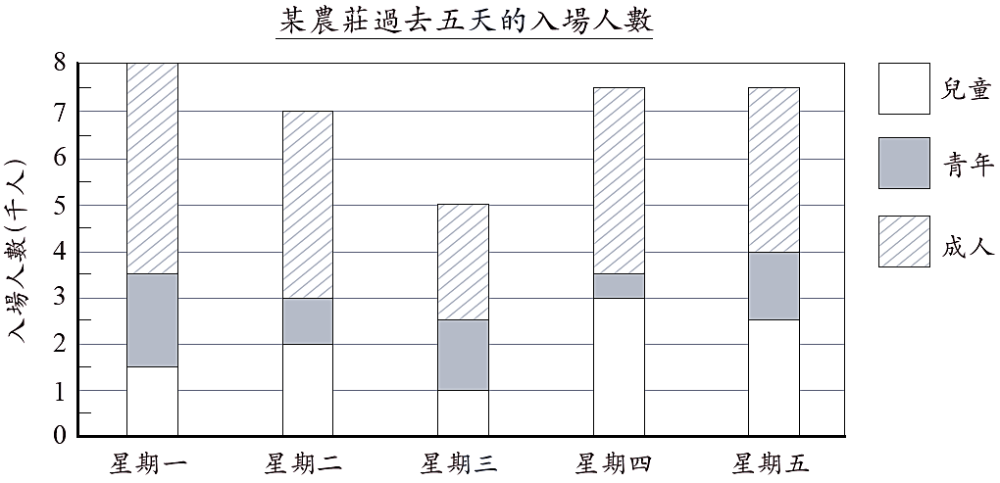 某農莊過去五天的入場人數
入場人數(千人)
8
7
6
5
4
3
2
1
0
星期一 星期二 星期三 星期四 星期五
兒童
青年
成人